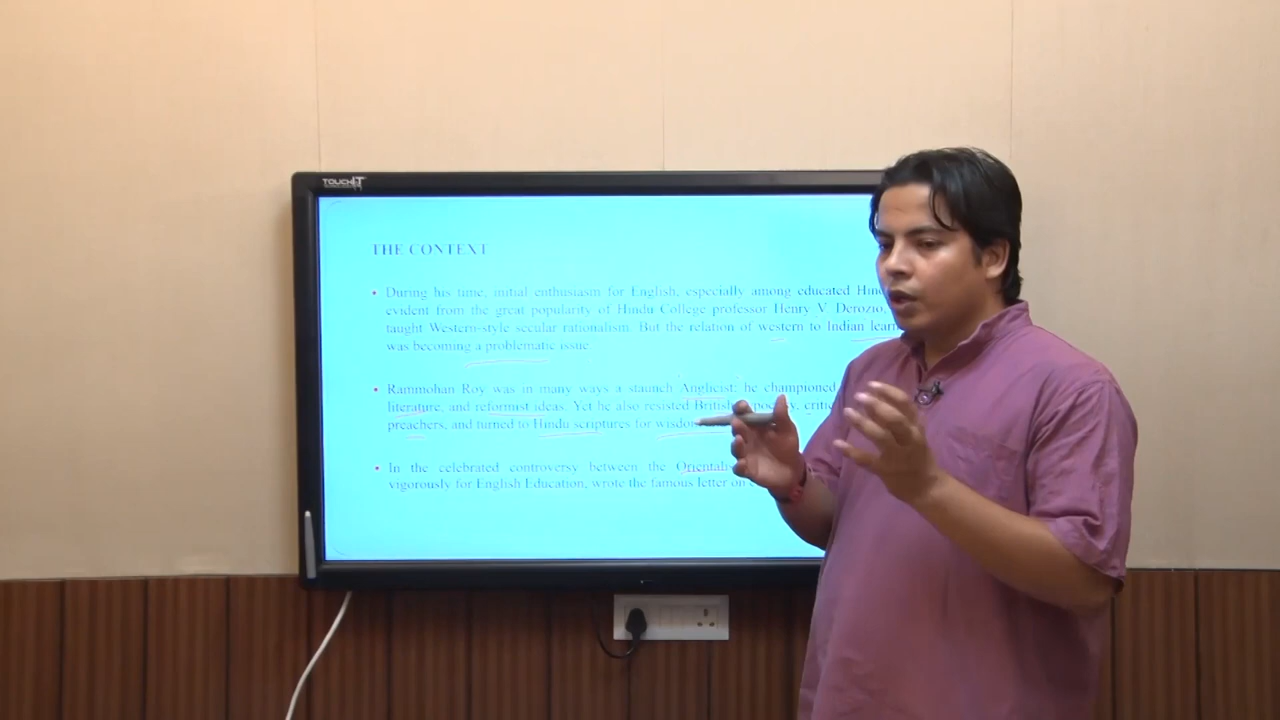 TOUCHIT
THE CONTEXT
• During his time, initial enthusiasm for English, especially among educated
evident from the great popularity of Hindu College professor Henry V. Derozio,
taught Western-style secular rationalism. But the relation of western to Indian
was becoming a problematic issue.
• Rammohan Roy was in many ways a staunch Anglicist; he championed
literature, and reformist ideas. Yet he also resisted British
preachers, and turned to Hindu scriptures for
• In the celebrated controversy between the
vigorously for English Education, wrote the famous letter on